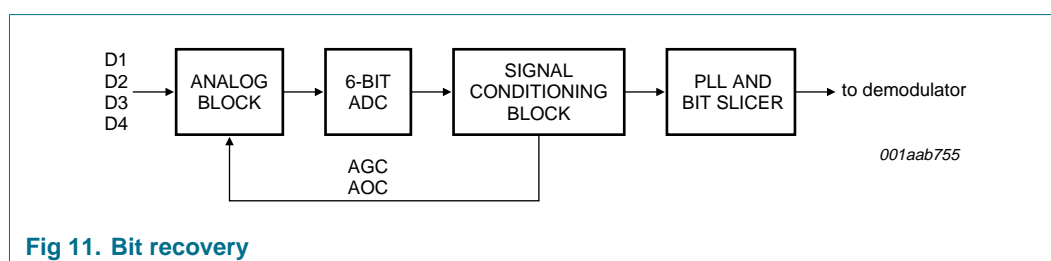 D1
D2
D3
D4
ANALOG
BLOCK
6-BIT
ADC
SIGNAL
CONDITIONING
BLOCK
PLL AND
BIT SLICER
to demodulator
AGC
AOC
001aab755
Fig 11. Bit recovery